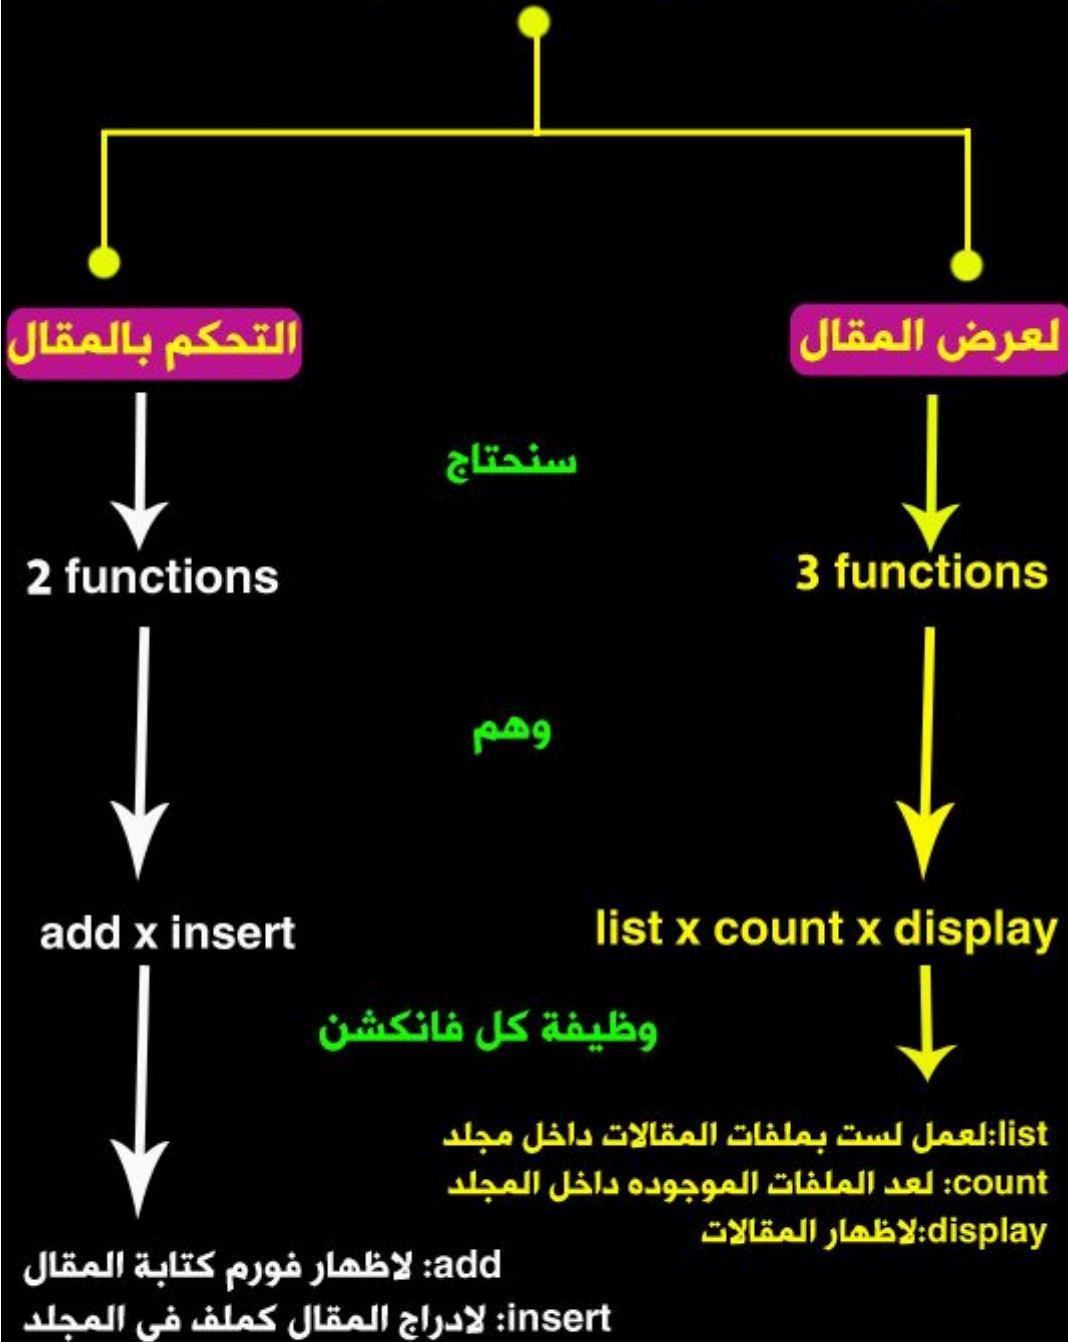 لعرض المقال
التحكم بالمقال
سنحتاج
3 functions
2 functions
وهم
list x count x display
add x insert
وظيفة كل فانكشن
list:لعمل لست بملفات المقالات داخل مجلد
count: لعد الملفات الموجوده داخل المجلد
display:لاظهار المقالات
add: لاظهار فورم كتابة المقال
insert: لادراج المقال كملف في المجلد